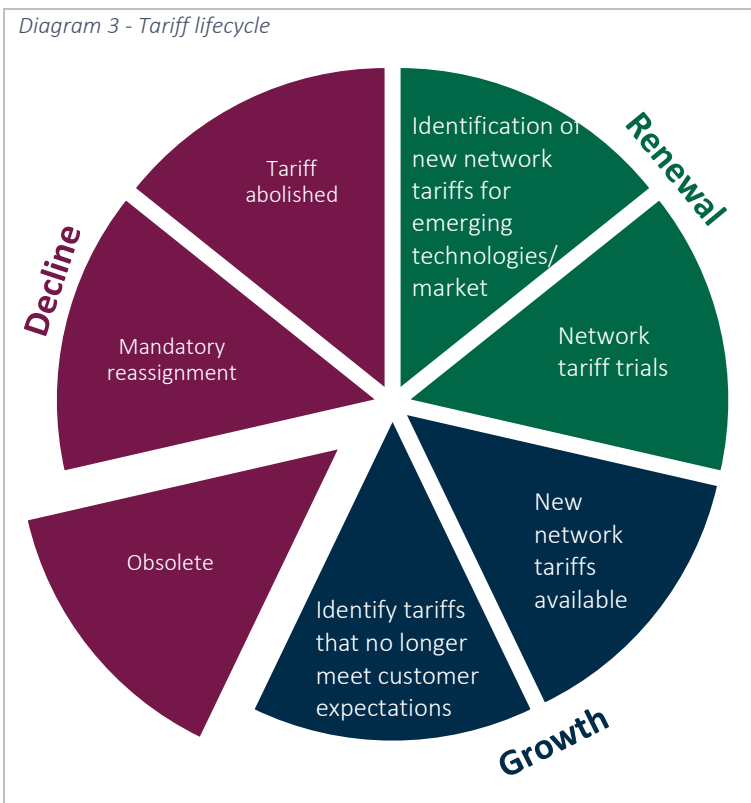 Diagram 3 - Tariff lifecycle
Identification of
new network
tariffs for
emerging
technologies/
market
Renewal
Network
tariff trials
New
network
tariffs
available
Growth
Identify tariffs
that no longer
meet customer
expectations
Obsolete
Mandatory
reassignment
Decline
Tariff
abolished